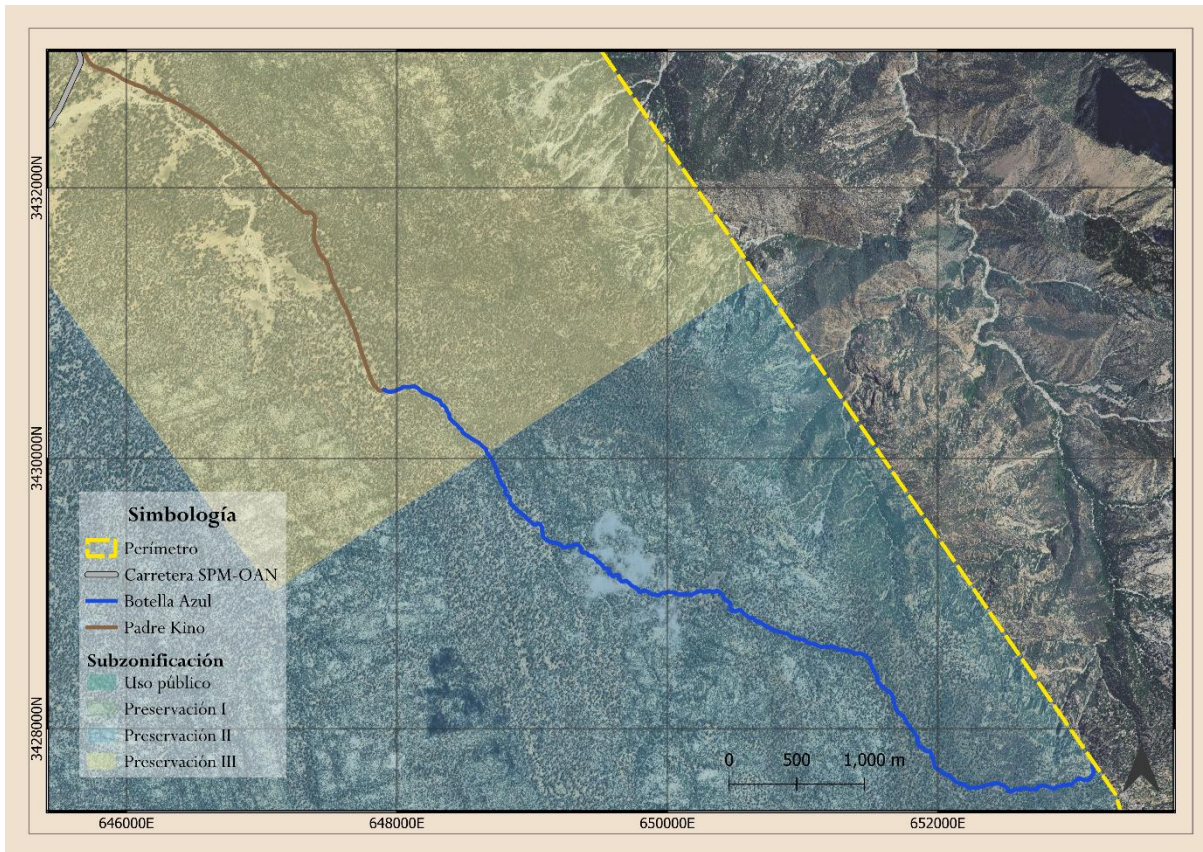 3432000N
3430000N
3428000N
Simbología
Perímetro
Carretera SPM-OAN
Botella Azul
Padre Kino
Subzonificación
Uso público
Preservación I
Preservación II
Preservación III
0 500 1,000 m
646000E 648000E 650000E 652000E